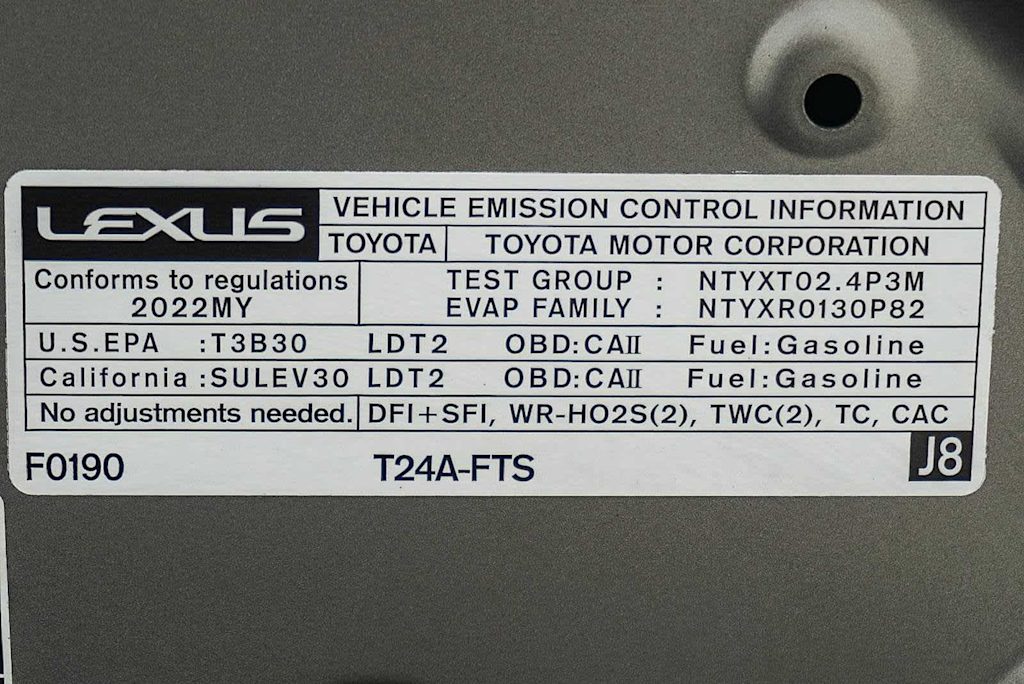 LEXUS
VEHICLE EMISSION CONTROL INFORMATION
TOYOTA TOYOTA MOTOR CORPORATION
Conforms to regulations
2022MY
TEST GROUP : NTYXT02.4P3M
EVAP FAMILY : NTYXR0130P82
U.S.EPA :T3B30 LDT2 OBD:CAII Fuel:Gasoline
California :SULEV30 LDT2 OBD:CAII Fuel:Gasoline
No adjustments needed. DFI+SFI, WR-HO2S(2), TWC(2), TC, CAC
F0190 T24A-FTS J8